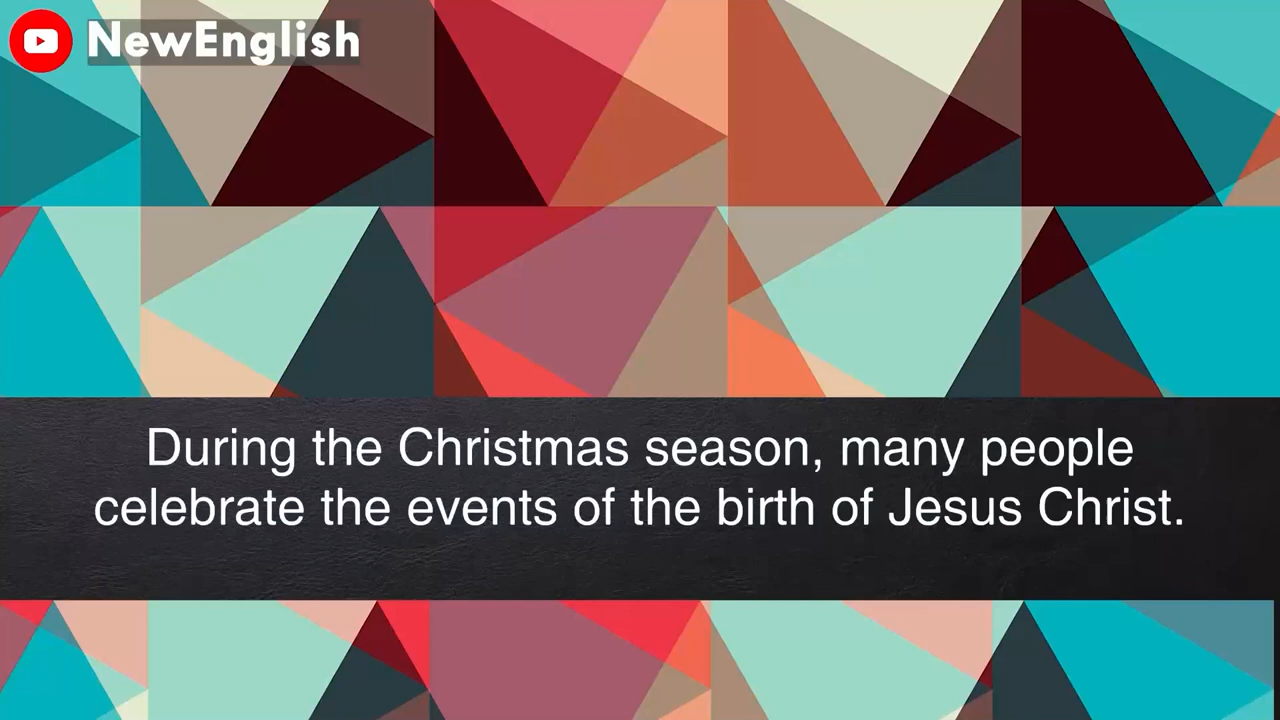 NewEnglish
During the Christmas season, many people
celebrate the events of the birth of Jesus Christ.